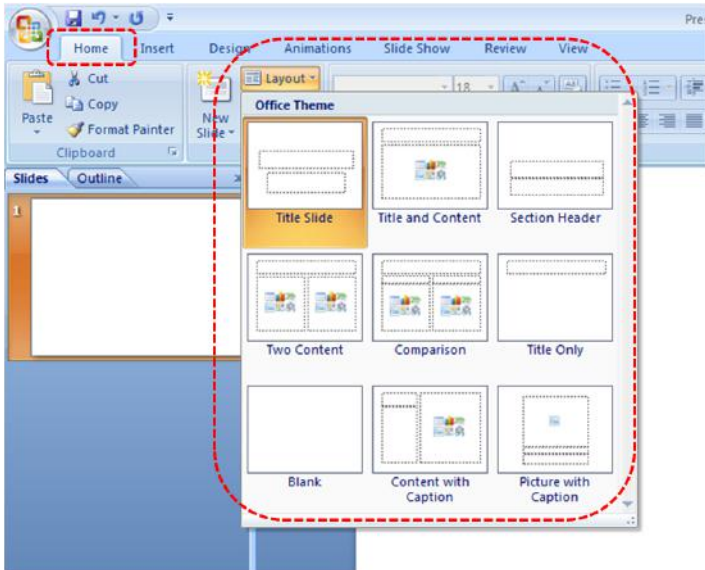 Pre
Home Insert Design Animations Slide Show Review View
Cut
Copy
Format Painter
Paste
Clipboard
New
Slide
Layout
18
Slides Outline
1
Office Theme
Title Slide Title and Content Section Header
Two Content Comparison Title Only
Blank Content with Caption Picture with Caption